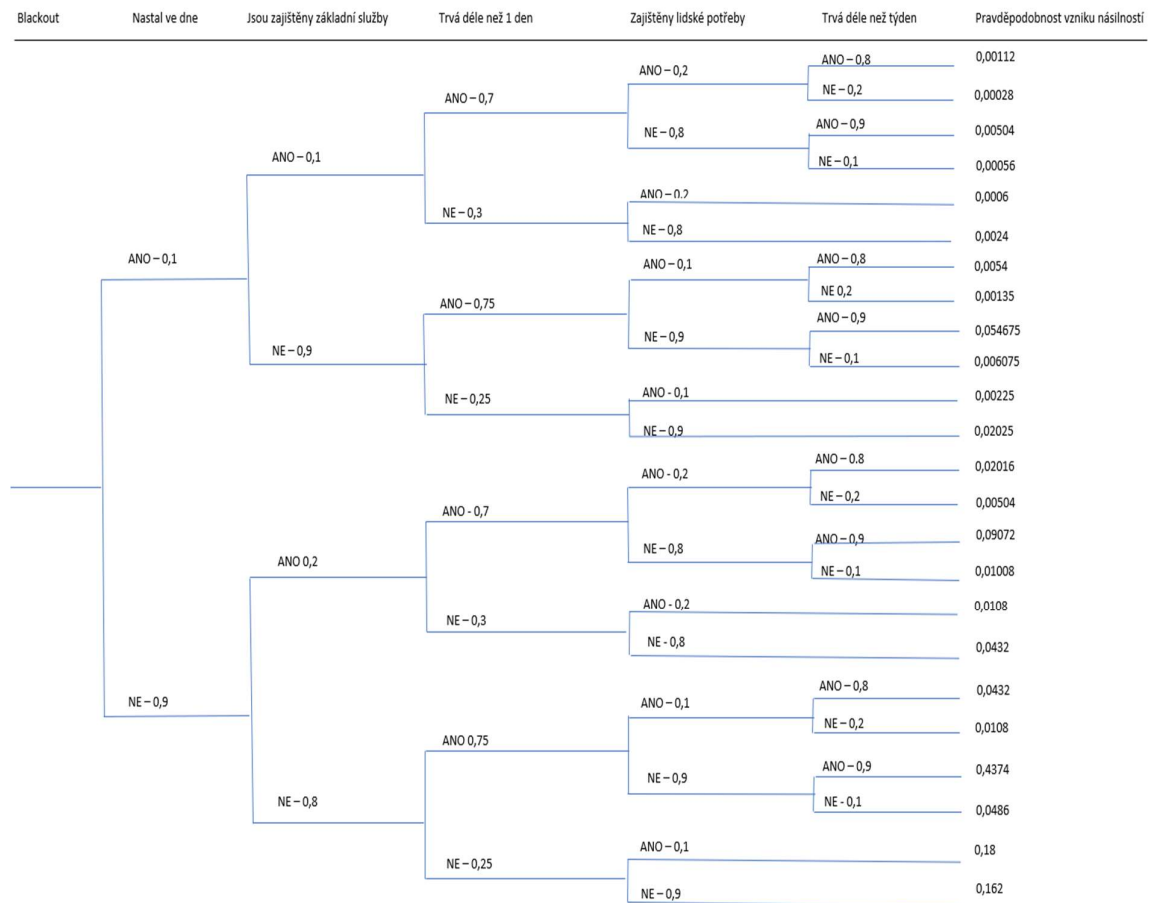 Blackout Nastal ve dne Jsou zajištěny základní služby Trvá déle než 1 den Zajištěny lidské potřeby Trvá déle než týden Pravděpodobnost vzniku násilností
ANO – 0,8 0,00112
ANO – 0,2
NE – 0,2 0,00028
ANO – 0,7
ANO – 0,9 0,00504
NE – 0,8
ANO – 0,1
NE – 0,1 0,00056
ANO – 0,2 0,0006
NE – 0,3
NE – 0,8 0,0024
ANO – 0,1
ANO – 0,1 ANO – 0,8 0,0054
NE 0,2 0,00135
ANO – 0,75
ANO – 0,9 0,054675
NE – 0,9 NE – 0,9
NE – 0,1 0,006075
ANO - 0,1 0,00225
NE – 0,25
NE – 0,9 0,02025
ANO – 0.8 0,02016
ANO - 0,2
NE – 0,2 0,00504
ANO - 0,7
ANO – 0,9 0,09072
NE – 0,8
ANO 0,2
NE – 0,1 0,01008
ANO - 0,2 0,0108
NE – 0,3
NE - 0,8 0,0432
ANO – 0,8 0,0432
NE – 0,9 ANO – 0,1
NE – 0,2 0,0108
ANO 0,75
ANO – 0,9 0,4374
NE – 0,9
NE – 0,8 NE - 0,1 0,0486
ANO – 0,1 0,18
NE – 0,25
NE – 0,9 0,162